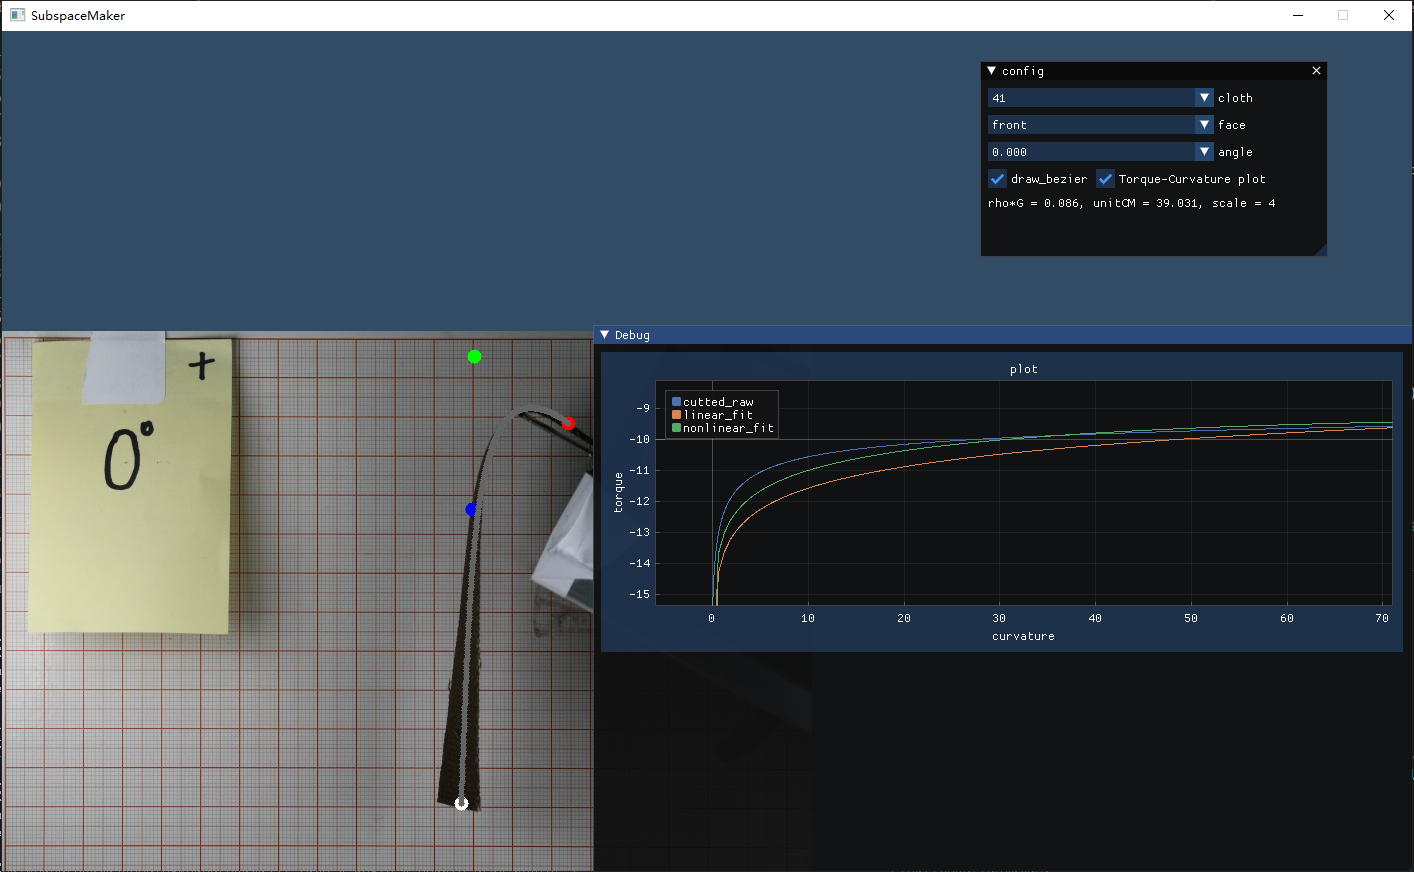 SubspaceMaker
config
41 cloth
front face
0.000 angle
draw_bezier Torque-Curvature plot
rho*G = 0.086, unitCM = 39.031, scale = 4
+
0°
Debug
plot
cutted_raw
linear_fit
nonlinear_fit
torque
-9
-10
-11
-12
-13
-14
-15
0 10 20 30 40 50 60 70
curvature